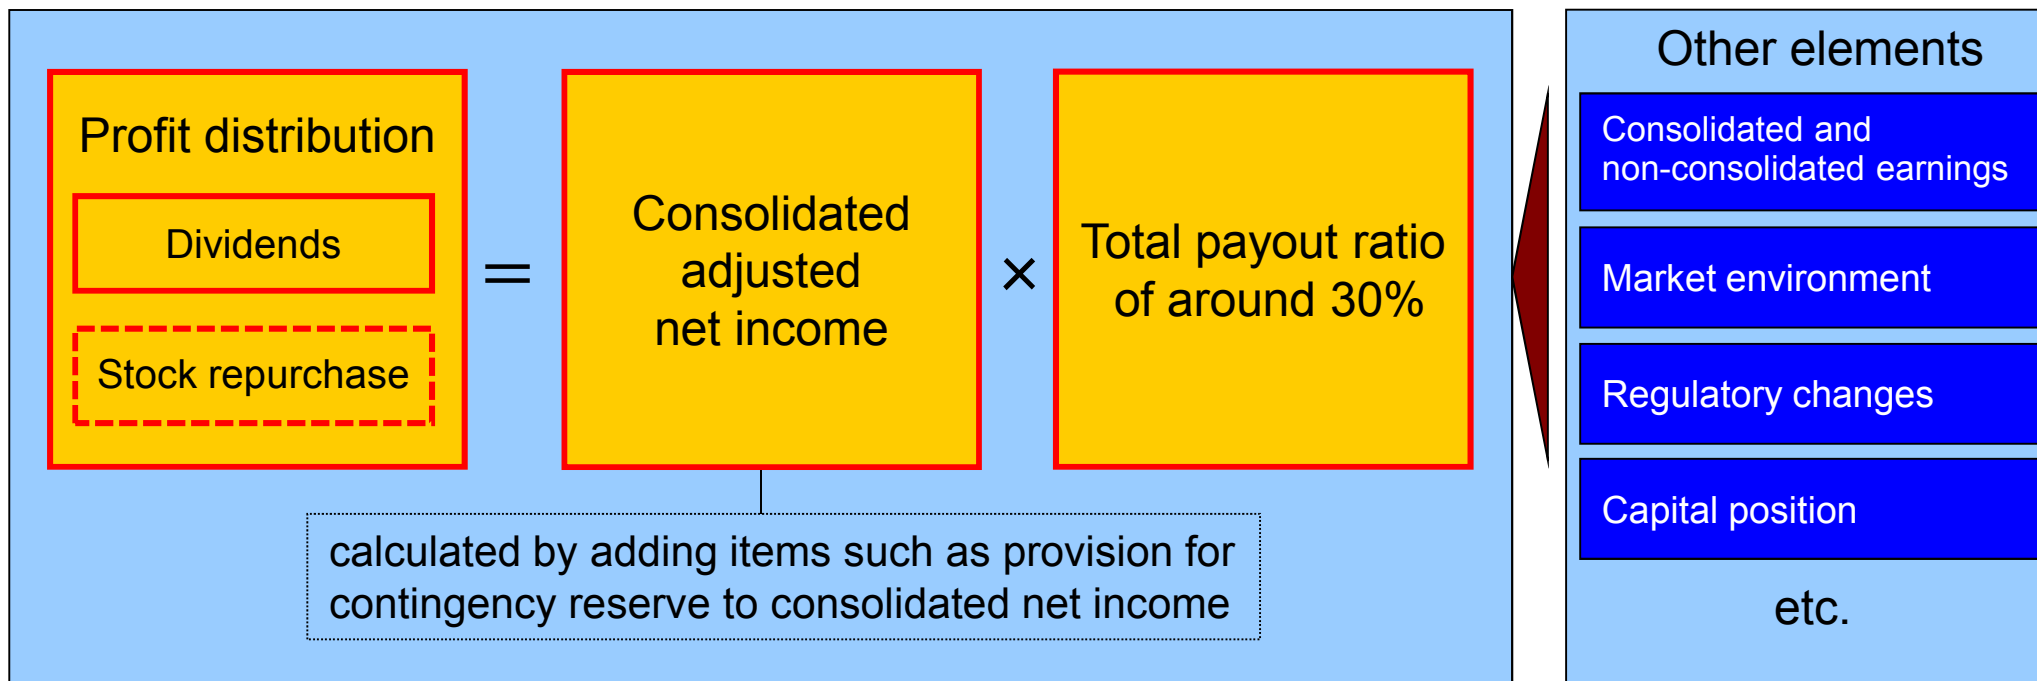 Profit distribution
Dividends
Stock repurchase
=
Consolidated
adjusted
net income
×
Total payout ratio
of around 30%
calculated by adding items such as provision for
contingency reserve to consolidated net income
Other elements
Consolidated and
non-consolidated earnings
Market environment
Regulatory changes
Capital position
etc.